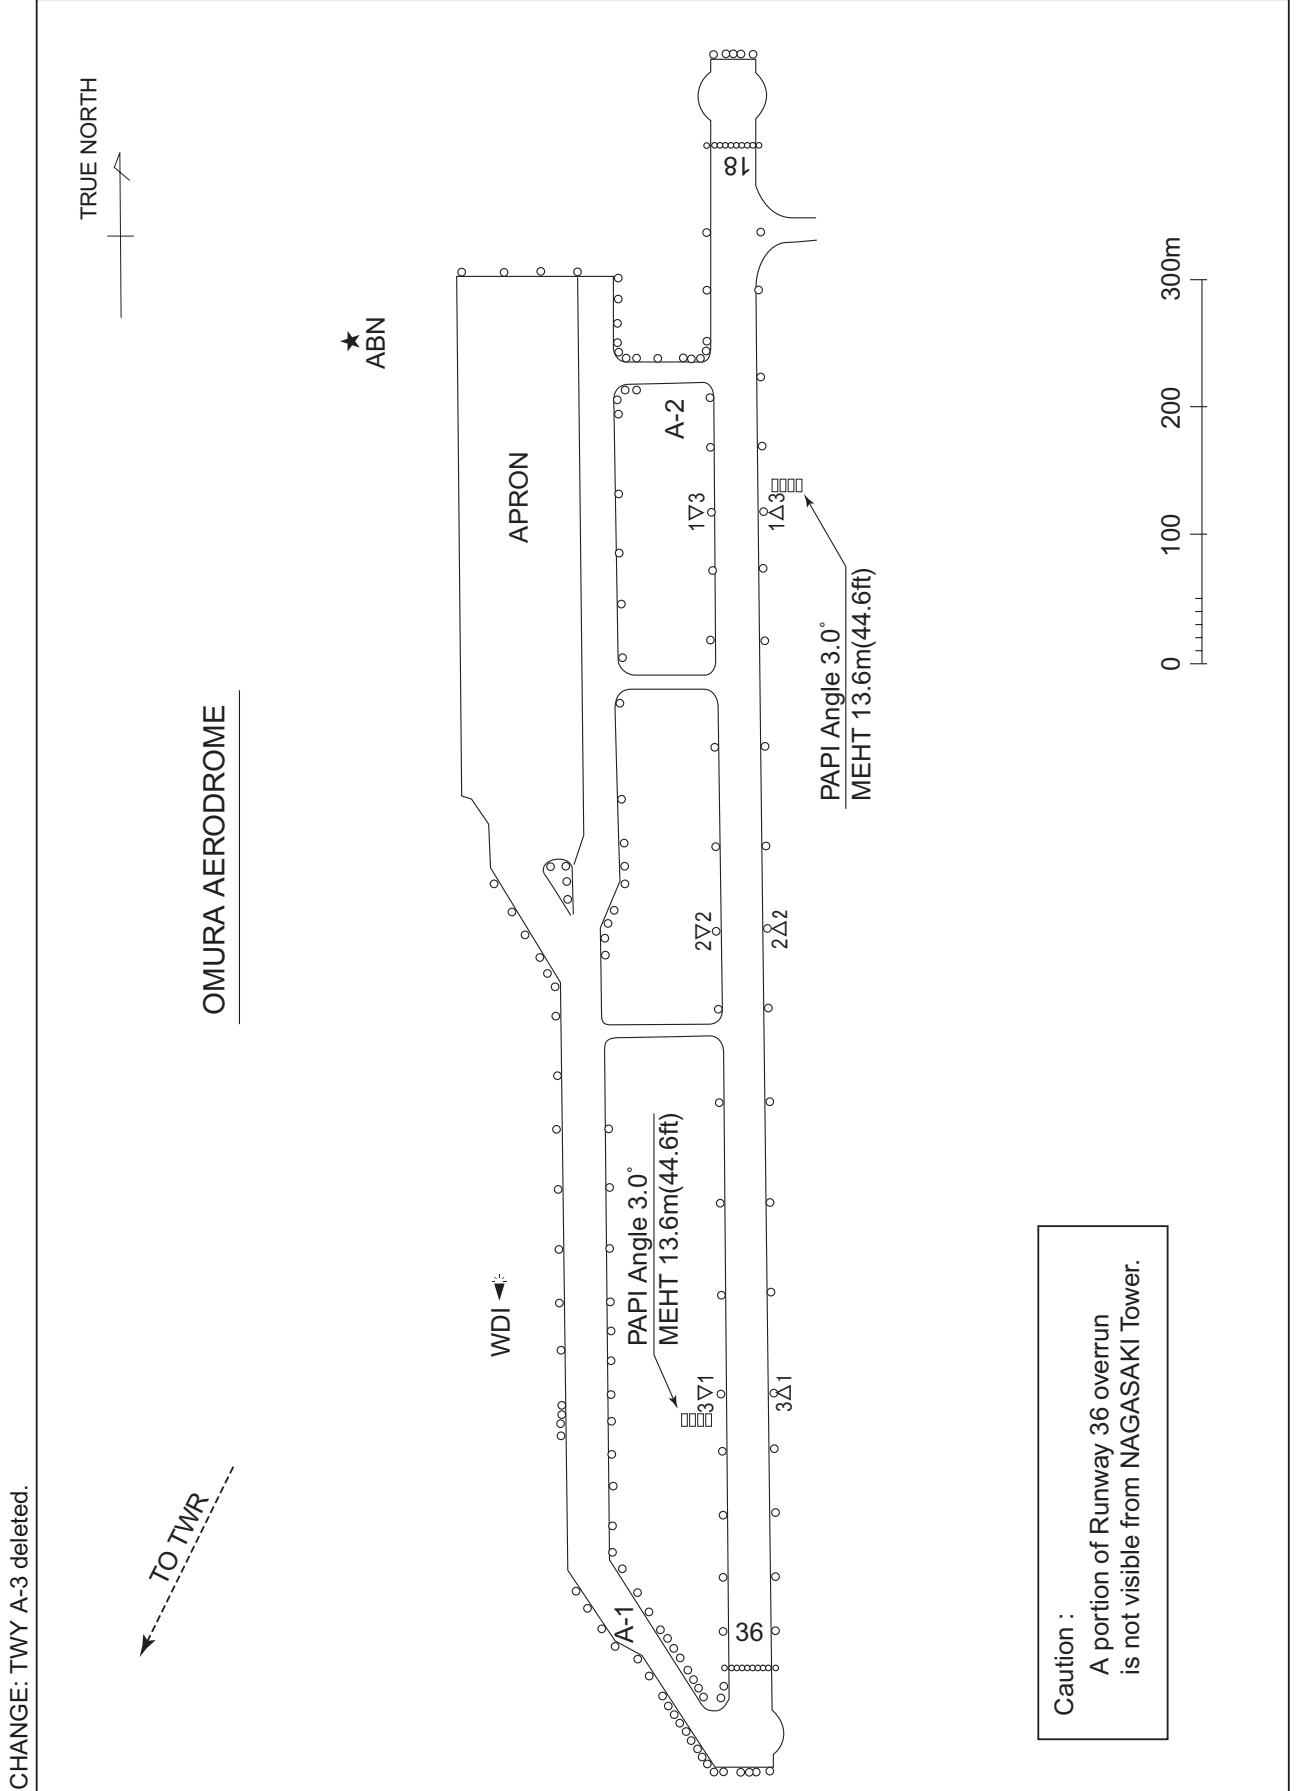 CHANGE: TWY A-3 deleted.
OMURA AERODROME
TRUE NORTH
TO TWR
ABN
WDI
APRON
A-1
A-2
PAPI Angle 3.0°
MEHT 13.6m(44.6ft)
3▽1
2▽2
1▽3
36
18
3△1
2△2
1△3
PAPI Angle 3.0°
MEHT 13.6m(44.6ft)
Caution :
A portion of Runway 36 overrun
is not visible from NAGASAKI Tower.
0
100
200
300m